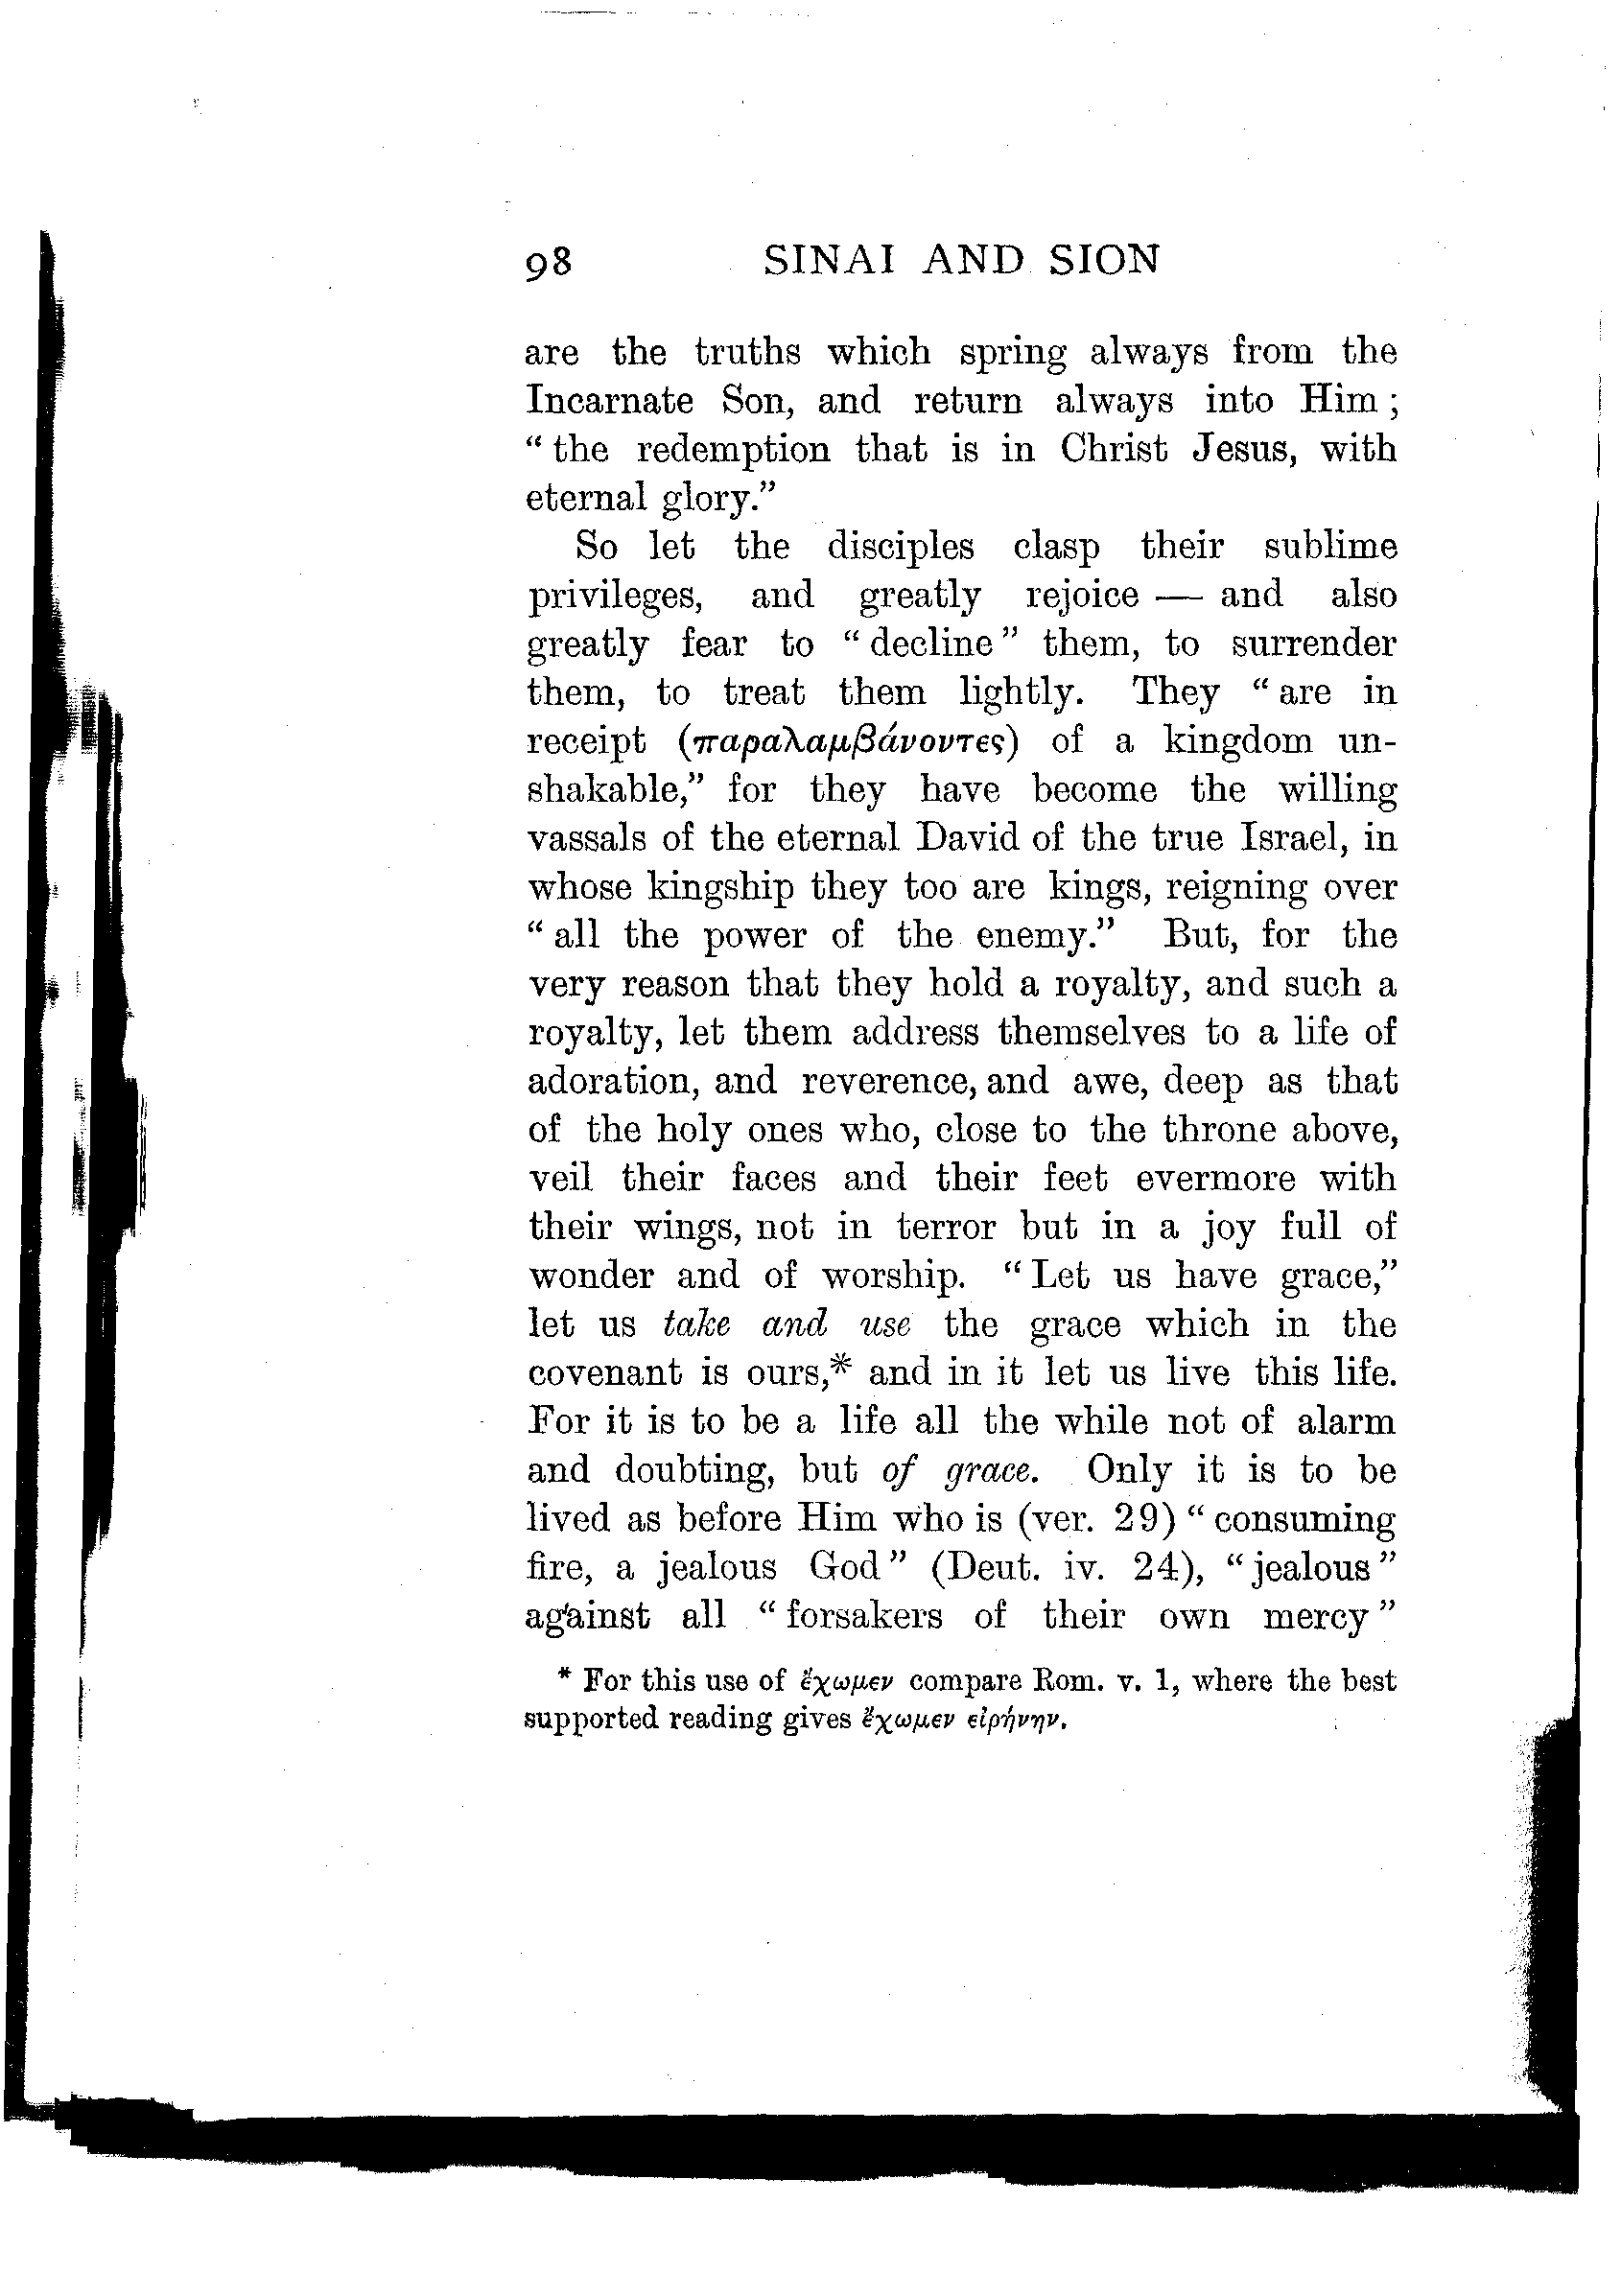 98 SINAI AND SION
are the truths which spring always from the
Incarnate Son, and return always into Him;
“the redemption that is in Christ Jesus, with
eternal glory.”
So let the disciples clasp their sublime
privileges, and greatly rejoice — and also
greatly fear to “decline” them, to surrender
them, to treat them lightly. They “are in
receipt (παραλαμβάνοντες) of a kingdom un-
shakable,” for they have become the willing
vassals of the eternal David of the true Israel, in
whose kingship they too are kings, reigning over
“all the power of the enemy.” But, for the
very reason that they hold a royalty, and such a
royalty, let them address themselves to a life of
adoration, and reverence, and awe, deep as that
of the holy ones who, close to the throne above,
veil their faces and their feet evermore with
their wings, not in terror but in a joy full of
wonder and of worship. “Let us have grace,”
let us take and use the grace which in the
covenant is ours,* and in it let us live this life.
For it is to be a life all the while not of alarm
and doubting, but of grace. Only it is to be
lived as before Him who is (ver. 29) “consuming
fire, a jealous God” (Deut. iv. 24), “jealous”
against all “forsakers of their own mercy”
* For this use of ἔχωμεν compare Rom. v. 1, where the best
supported reading gives ἔχωμεν εἰρήνην.